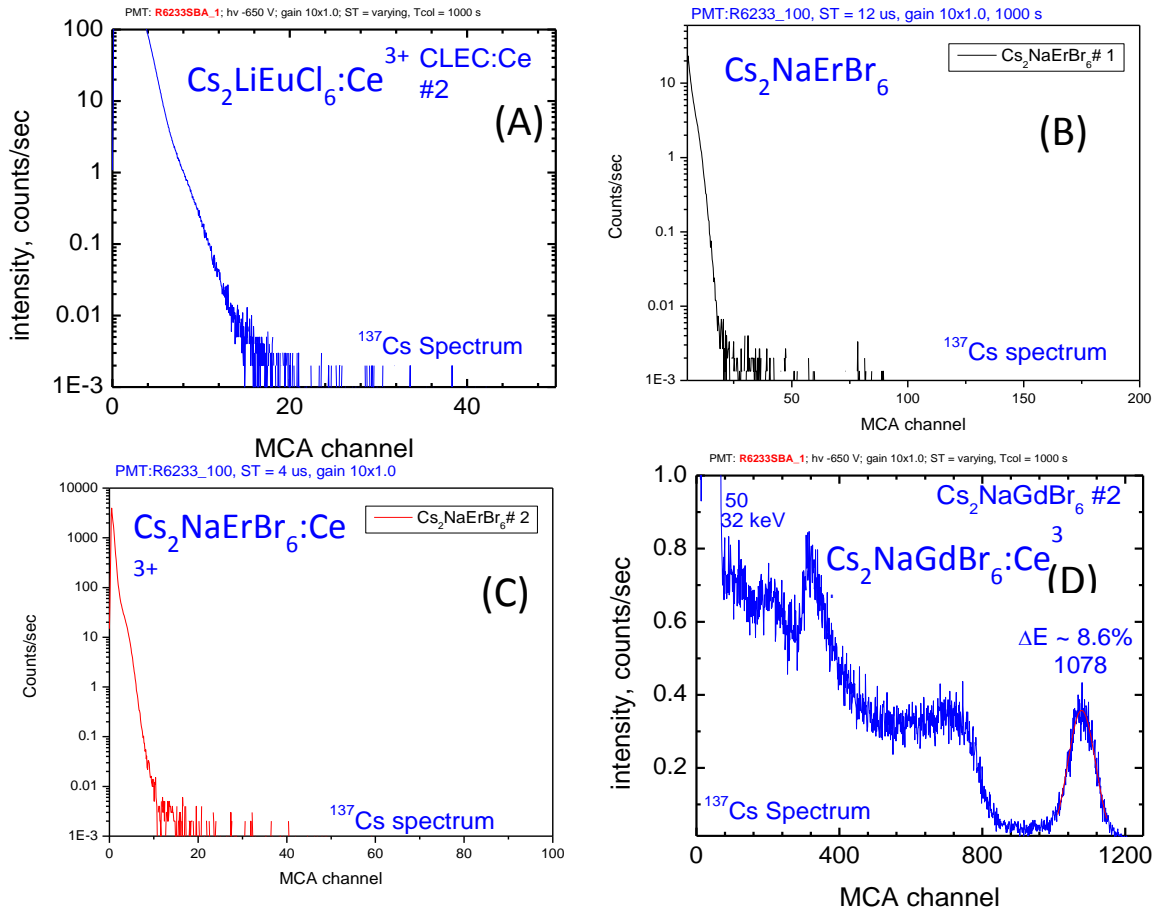 PMT: R6233SBA_1; hv -650 V; gain 10x1.0; ST = varying, Tcol = 1000 s
100
10
1
0.1
0.01
1E-3
0
20
40
intensity, counts/sec
MCA channel
Cs2LiEuCl6:Ce3+ CLEC:Ce
#2
(A)
137Cs Spectrum
PMT:R6233_100, ST = 12 us, gain 10x1.0, 1000 s
10
1
0.1
0.01
1E-3
50
100
150
200
Counts/sec
MCA channel
Cs2NaErBr6
Cs2NaErBr6# 1
(B)
137Cs spectrum
PMT:R6233_100, ST = 4 us, gain 10x1.0
10000
1000
100
10
1
0.1
0.01
1E-3
0
20
40
60
80
100
Counts/sec
MCA channel
Cs2NaErBr6:Ce
3+
Cs2NaErBr6# 2
(C)
137Cs spectrum
PMT: R6233SBA_1; hv -650 V; gain 10x1.0; ST = varying, Tcol = 1000 s
1.0
0.8
0.6
0.4
0.2
0
400
800
1200
intensity, counts/sec
MCA channel
50
32 keV
Cs2NaGdBr6 #2
3
Cs2NaGdBr6:Ce
(D)
ΔE ~ 8.6%
1078
137Cs Spectrum